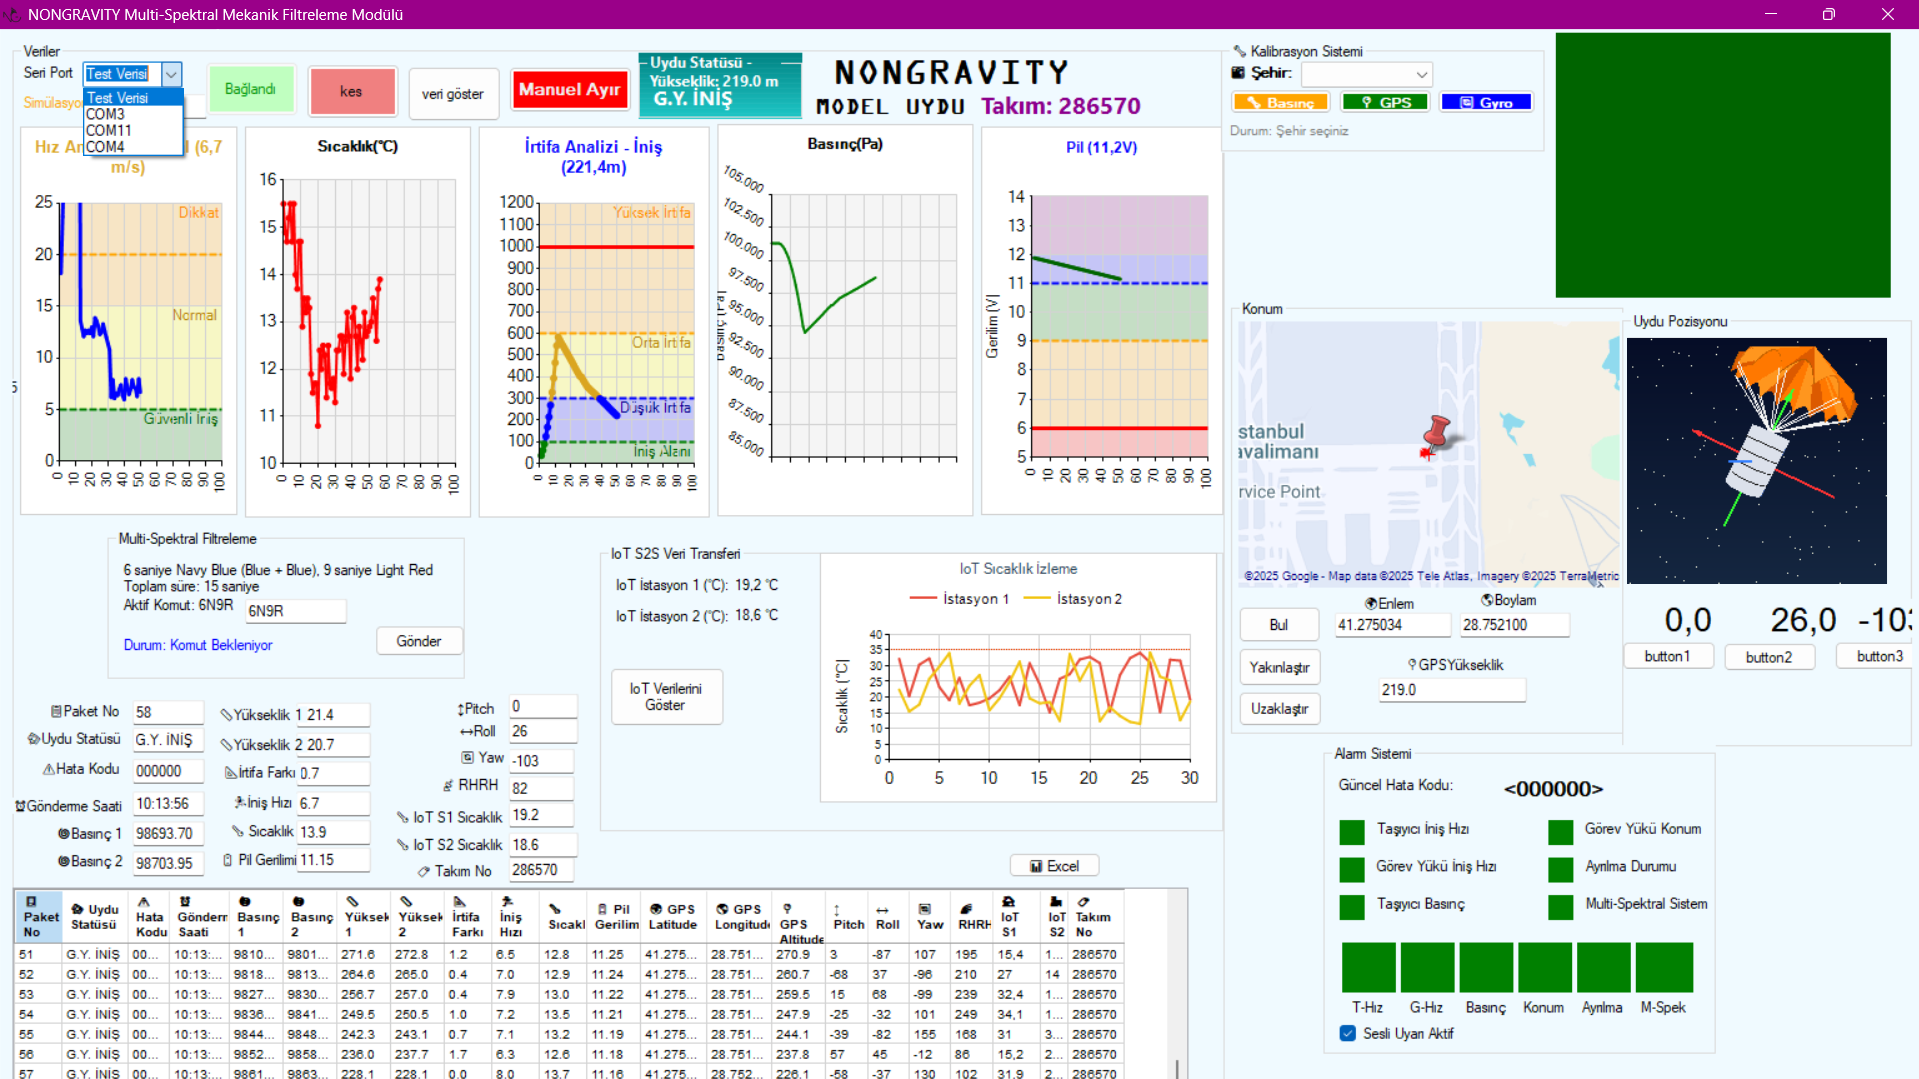 NONGRAVITY Multi-Spektral Mekanik Filtreleme Modülü
Veriler
Seri Port
Test Verisi
Test Verisi
COM3
COM11
COM4
Bağlandı
kes
veri göster
Manuel Ayır
Uydu Statüsü -
Yükseklik: 219.0 m
G.Y. İNİŞ
NONGRAVITY
MODEL UYDU Takım: 286570
Kalibrasyon Sistemi
Şehir:
Basınç
GPS
Gyro
Durum: Şehir seçiniz
(6,7
m/s)
25
20
15
10
5
0
Dikkat
Normal
Güvenli İniş
0 10 20 30 40 50 60 70 80 90 100
Sıcaklık(°C)
16
15
14
13
12
11
10
0 10 20 30 40 50 60 70 80 90 100
İrtifa Analizi - İniş
(221,4m)
1200
1100
1000
900
800
700
600
500
400
300
200
100
0
Yüksek İrtifa
Orta İrtifa
Düşük İrtifa
İniş Alanı
0 10 20 30 40 50 60 70 80 90 100
Basınç(Pa)
105.000
102.500
100.000
97.500
95.000
92.500
90.000
87.500
85.000
Pil (11,2V)
Gerilim [V]
14
13
12
11
10
9
8
7
6
5
0 10 20 30 40 50 60 70 80 90 100
Konum
stanbul
avalimanı
rvice Point
©2025 Google - Map data ©2025 Tele Atlas, Imagery ©2025 TerraMetric
Bul
Yakınlaştır
Uzaklaştır
Enlem
41.275034
Boylam
28.752100
GPSYükseklik
219.0
Uydu Pozisyonu
0,0 26,0
button1
button2
button3
Multi-Spektral Filtreleme
6 saniye Navy Blue (Blue + Blue), 9 saniye Light Red
Toplam süre: 15 saniye
Aktif Komut: 6N9R
6N9R
Durum: Komut Bekleniyor
Gönder
IoT S2S Veri Transferi
IoT İstasyon 1 (°C): 19,2 °C
IoT İstasyon 2 (°C): 18,6 °C
IoT Verilerini
Göster
IoT Sıcaklık İzleme
İstasyon 1
İstasyon 2
Sıcaklık [°C]
40
35
30
25
20
15
10
5
0
0 5 10 15 20 25 30
Paket No 58
Uydu Statüsü G.Y. İNİŞ
Hata Kodu 000000
Gönderme Saati 10:13:56
Basınç 1 98693.70
Basınç 2 98703.95
Yükseklik 1 21.4
Yükseklik 2 20.7
İrtifa Farkı 0.7
İniş Hızı 6.7
Sıcaklık 13.9
Pil Gerilimi 11.15
Pitch 0
Roll 26
Yaw -103
RHRH 82
IoT S1 Sıcaklık 19.2
IoT S2 Sıcaklık 18.6
Takım No 286570
Excel
Alarm Sistemi
Güncel Hata Kodu: <000000>
Taşıyıcı İniş Hızı
Görev Yükü Konum
Görev Yükü İniş Hızı
Ayrılma Durumu
Taşıyıcı Basınç
Multi-Spektral Sistem
T-Hız G-Hız Basınç Konum Ayrılma M-Spek
Sesli Uyarı Aktif
Paket No Uydu Statüsü Hata Kodu Gönderr Saati Basınç 1 Basınç 2 Yüksek 1 Yüksek 2 İrtifa Farkı İniş Hızı Sıcakl Pil Gerilim GPS Latitude GPS Longitude GPS Altitude Pitch Roll Yaw RHRH IoT S1 IoT S2 Takım No
51 G.Y. İNİŞ 00... 10:13:... 9810... 9801... 271.6 272.8 1.2 6.5 12.8 11.25 41.275... 28.751... 270.9 3 -87 107 195 15,4 1... 286570
52 G.Y. İNİŞ 00... 10:13:... 9818... 9813... 264.6 265.0 0.4 7.0 12.9 11.24 41.275... 28.751... 260.7 -68 37 -96 210 27 14 286570
53 G.Y. İNİŞ 00... 10:13:... 9827... 9830... 256.7 257.0 0.4 7.9 13.0 11.22 41.275... 28.751... 259.5 15 68 -99 239 32,4 1... 286570
54 G.Y. İNİŞ 00... 10:13:... 9836... 9841... 249.5 250.5 1.0 7.2 13.5 11.21 41.275... 28.751... 247.9 -25 -32 101 249 34,1 1... 286570
55 G.Y. İNİŞ 00... 10:13:... 9844... 9848... 242.3 243.1 0.7 7.1 13.2 11.19 41.275... 28.751... 244.1 -39 -82 155 168 31 3... 286570
56 G.Y. İNİŞ 00... 10:13:... 9852... 9858... 236.0 237.7 1.7 6.3 12.6 11.18 41.275... 28.751... 237.8 57 45 -12 86 15,2 2... 286570
57 G.Y. İNİŞ 00... 10:13:... 9861... 9863... 228.1 228.1 0.0 8.0 13.7 11.16 41.275... 28.752... 226.1 -58 -37 130 102 31.9 2... 286570